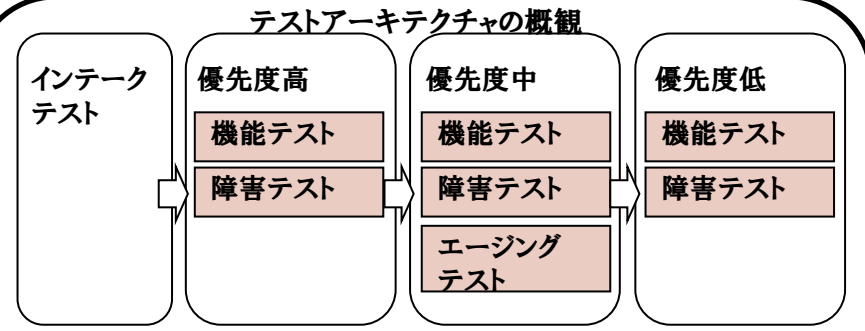 テストアーキテクチャの概観
インテーク
テスト
優先度高
機能テスト
障害テスト
優先度中
機能テスト
障害テスト
エージング
テスト
優先度低
機能テスト
障害テスト